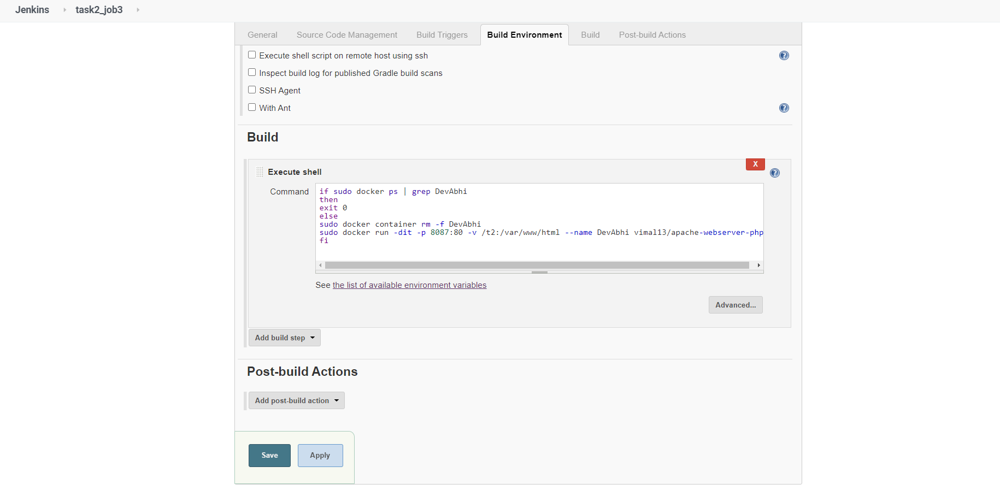 Jenkins task2_job3
General Source Code Management Build Triggers Build Environment Build Post-build Actions
Execute shell script on remote host using ssh
Inspect build log for published Gradle build scans
SSH Agent
With Ant
Build
X
Execute shell
Command
if sudo docker ps | grep DevAbhi
then
exit 0
else
sudo docker container rm -f DevAbhi
sudo docker run -dit -p 8087:80 -v /t2:/var/www/html --name DevAbhi vimal13/apache-webserver-php
fi
See the list of available environment variables
Advanced...
Add build step
Post-build Actions
Add post-build action
Save Apply